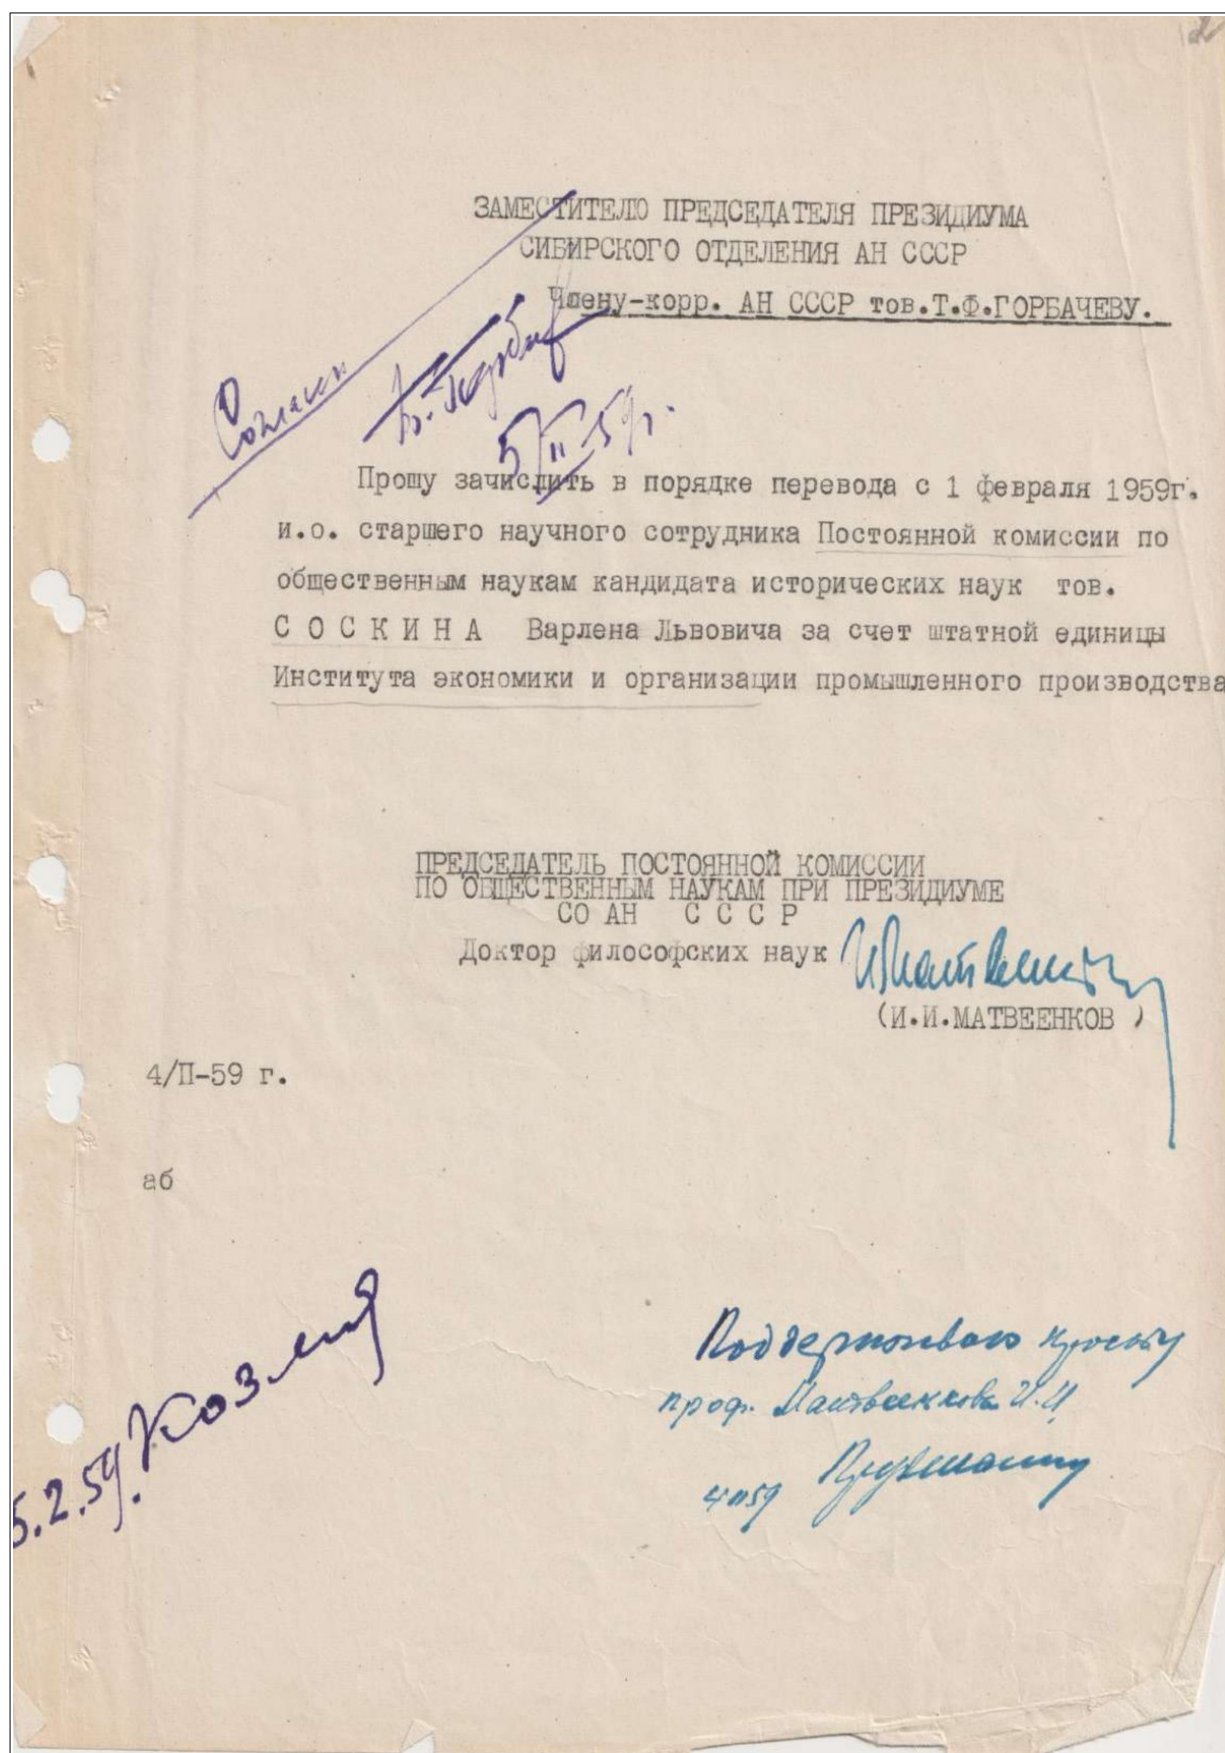 2
ЗАМЕСТИТЕЛЮ ПРЕДСЕДАТЕЛЯ ПРЕЗИДИУМА
СИБИРСКОГО ОТДЕЛЕНИЯ АН СССР
Члену-корр. АН СССР тов.Т.Ф.ГОРБАЧЕВУ.
Согласен
5/II-59г.
Прошу зачислить в порядке перевода с 1 февраля 1959г.
и.о. старшего научного сотрудника Постоянной комиссии по
общественным наукам кандидата исторических наук тов.
С О С К И Н А Варлена Львовича за счет штатной единицы
Института экономики и организации промышленного производства
ПРЕДСЕДАТЕЛЬ ПОСТОЯННОЙ КОМИССИИ
ПО ОБЩЕСТВЕННЫМ НАУКАМ ПРИ ПРЕЗИДИУМЕ
СО АН С С С Р
Доктор философских наук
(И.И.МАТВЕЕНКОВ )
4/П-59 г.
аб
Поддерживаю просьбу
проф. Матвеенкова И.И.
4 II 59
5.2.59.